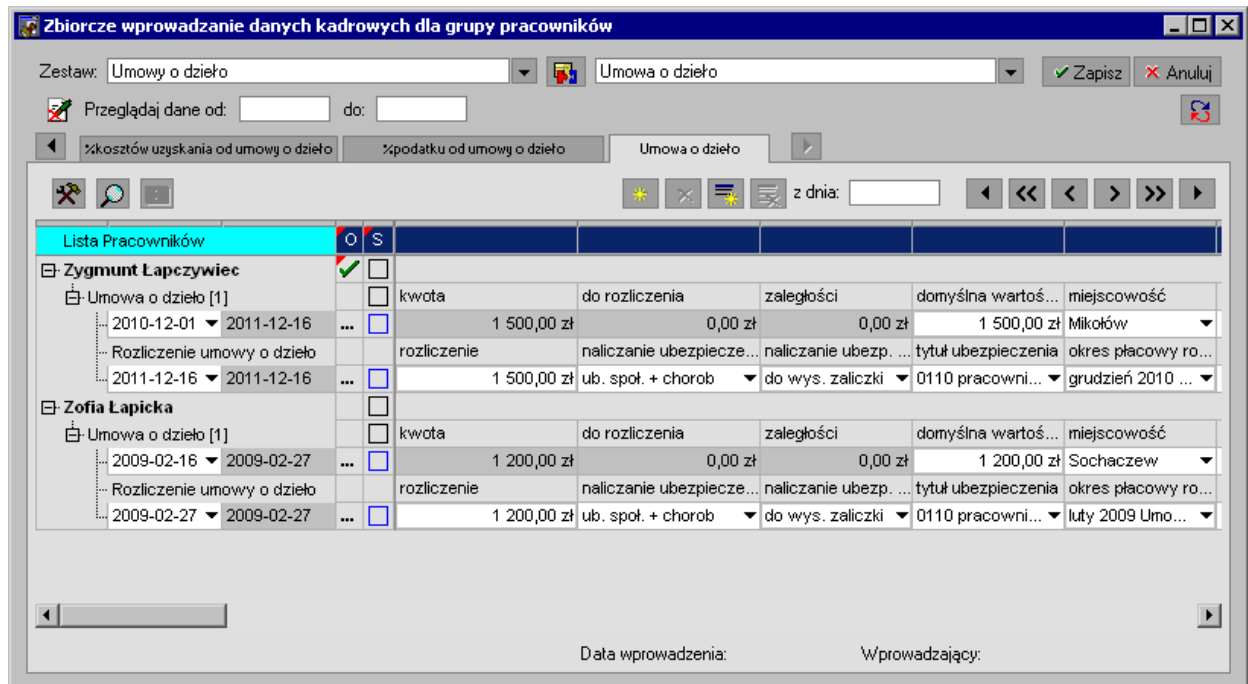 Zbiorcze wprowadzanie danych kadrowych dla grupy pracowników
Zestaw: Umowy o dzieło Umowa o dzieło Zapisz Anuluj
Przeglądaj dane od: do:
%kosztów uzyskania od umowy o dzieło %podatku od umowy o dzieło Umowa o dzieło
z dnia:
Lista Pracowników O S
Zygmunt Łapczywiec
Umowa o dzieło [1] kwota do rozliczenia zaległości domyślna wartoś... miejscowość
2010-12-01 2011-12-16 ... 1 500,00 zł 0,00 zł 0,00 zł 1 500,00 zł Mikołów
Rozliczenie umowy o dzieło rozliczenie naliczanie ubezpiecze... naliczanie ubezp. ... tytuł ubezpieczenia okres płacowy ro...
2011-12-16 2011-12-16 ... 1 500,00 zł ub. społ. + chorob do wys. zaliczki 0110 pracowni... grudzień 2010 ...
Zofia Łapicka
Umowa o dzieło [1] kwota do rozliczenia zaległości domyślna wartoś... miejscowość
2009-02-16 2009-02-27 ... 1 200,00 zł 0,00 zł 0,00 zł 1 200,00 zł Sochaczew
Rozliczenie umowy o dzieło rozliczenie naliczanie ubezpiecze... naliczanie ubezp. ... tytuł ubezpieczenia okres płacowy ro...
2009-02-27 2009-02-27 ... 1 200,00 zł ub. społ. + chorob do wys. zaliczki 0110 pracowni... luty 2009 Umo...
Data wprowadzenia: Wprowadzający: